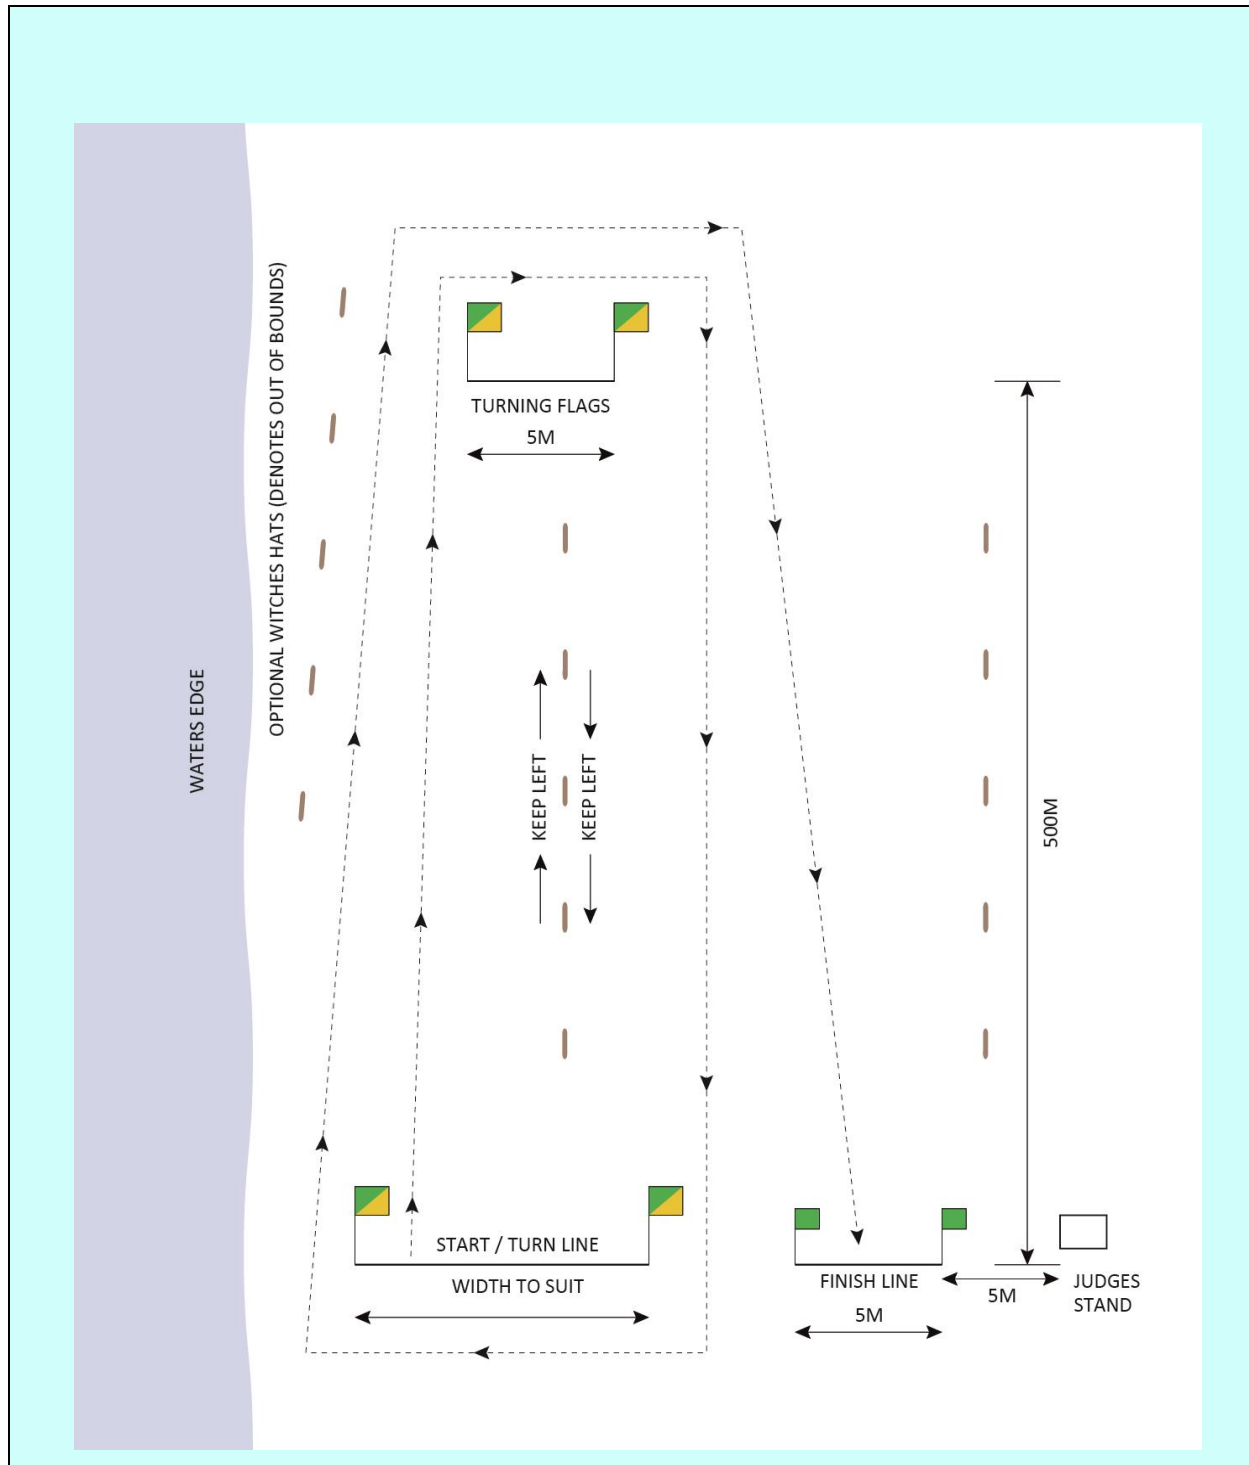 OPTIONAL WITCHES HATS (DENOTES OUT OF BOUNDS)
TURNING FLAGS
5M
WATERS EDGE
KEEP LEFT
KEEP LEFT
500M
START / TURN LINE
WIDTH TO SUIT
FINISH LINE
5M
5M
JUDGES
STAND